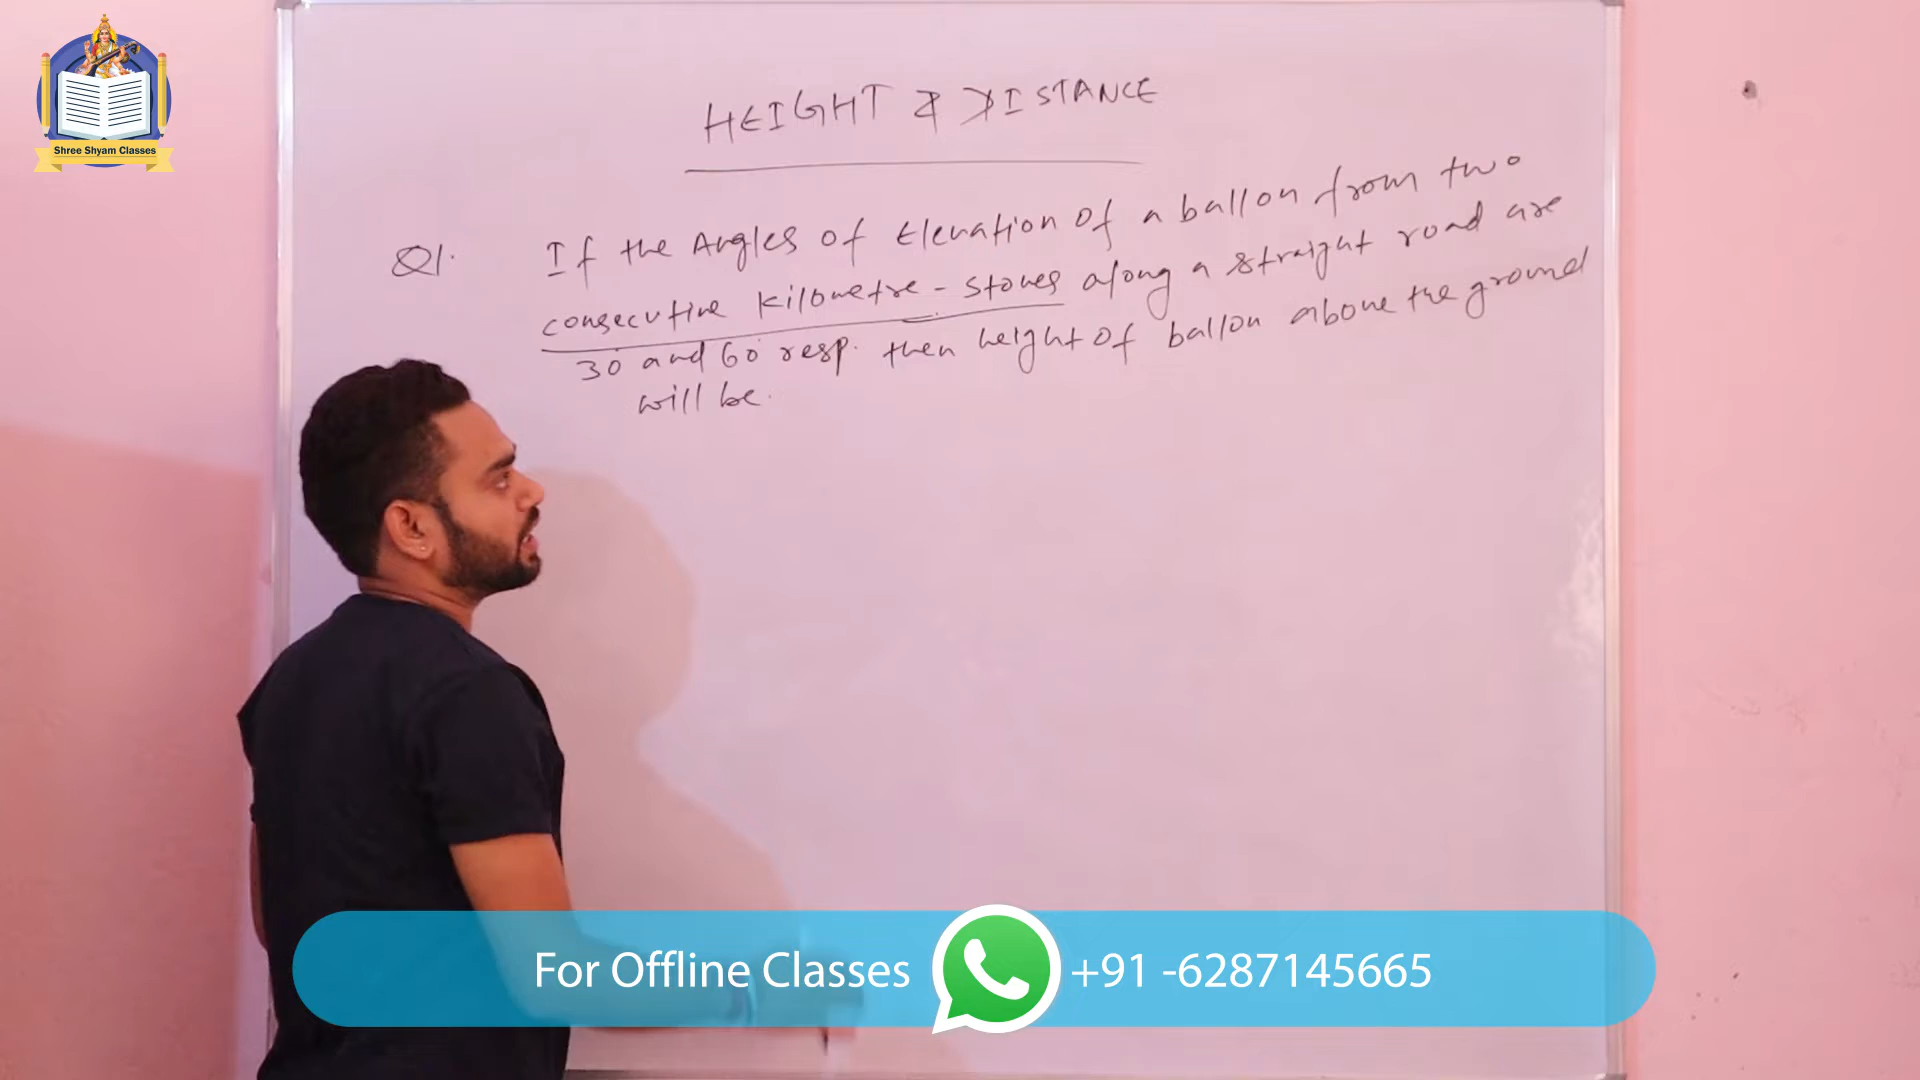 Shree Shyam Classes
HEIGHT & DISTANCE
Q1. If the Angles of Elevation of a ballon from two
consecutive kilometre - stones along a straight road are
30° and 60° resp. then height of ballon above the ground
will be.
For Offline Classes +91 -6287145665